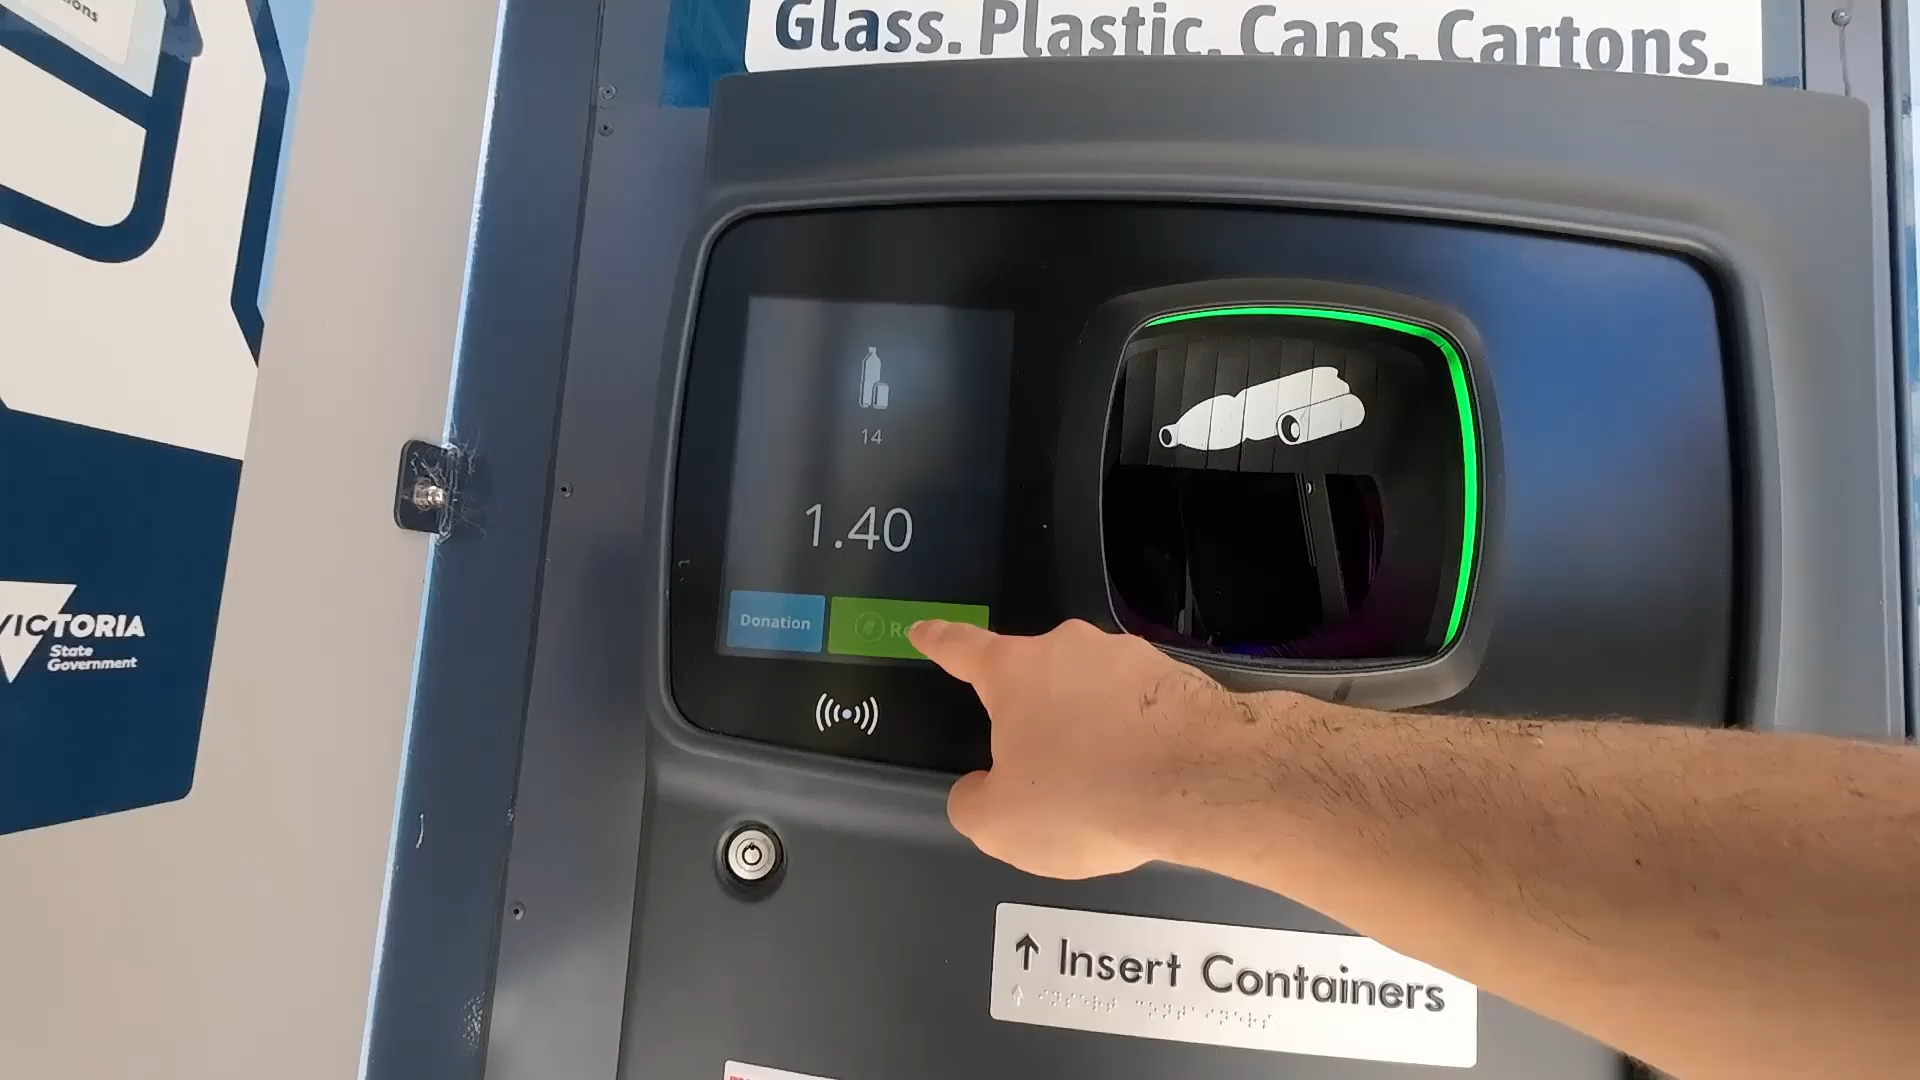 Glass. Plastic. Cans. Cartons.
14
1.40
Donation
VICTORIA
State
Government
↑ Insert Containers